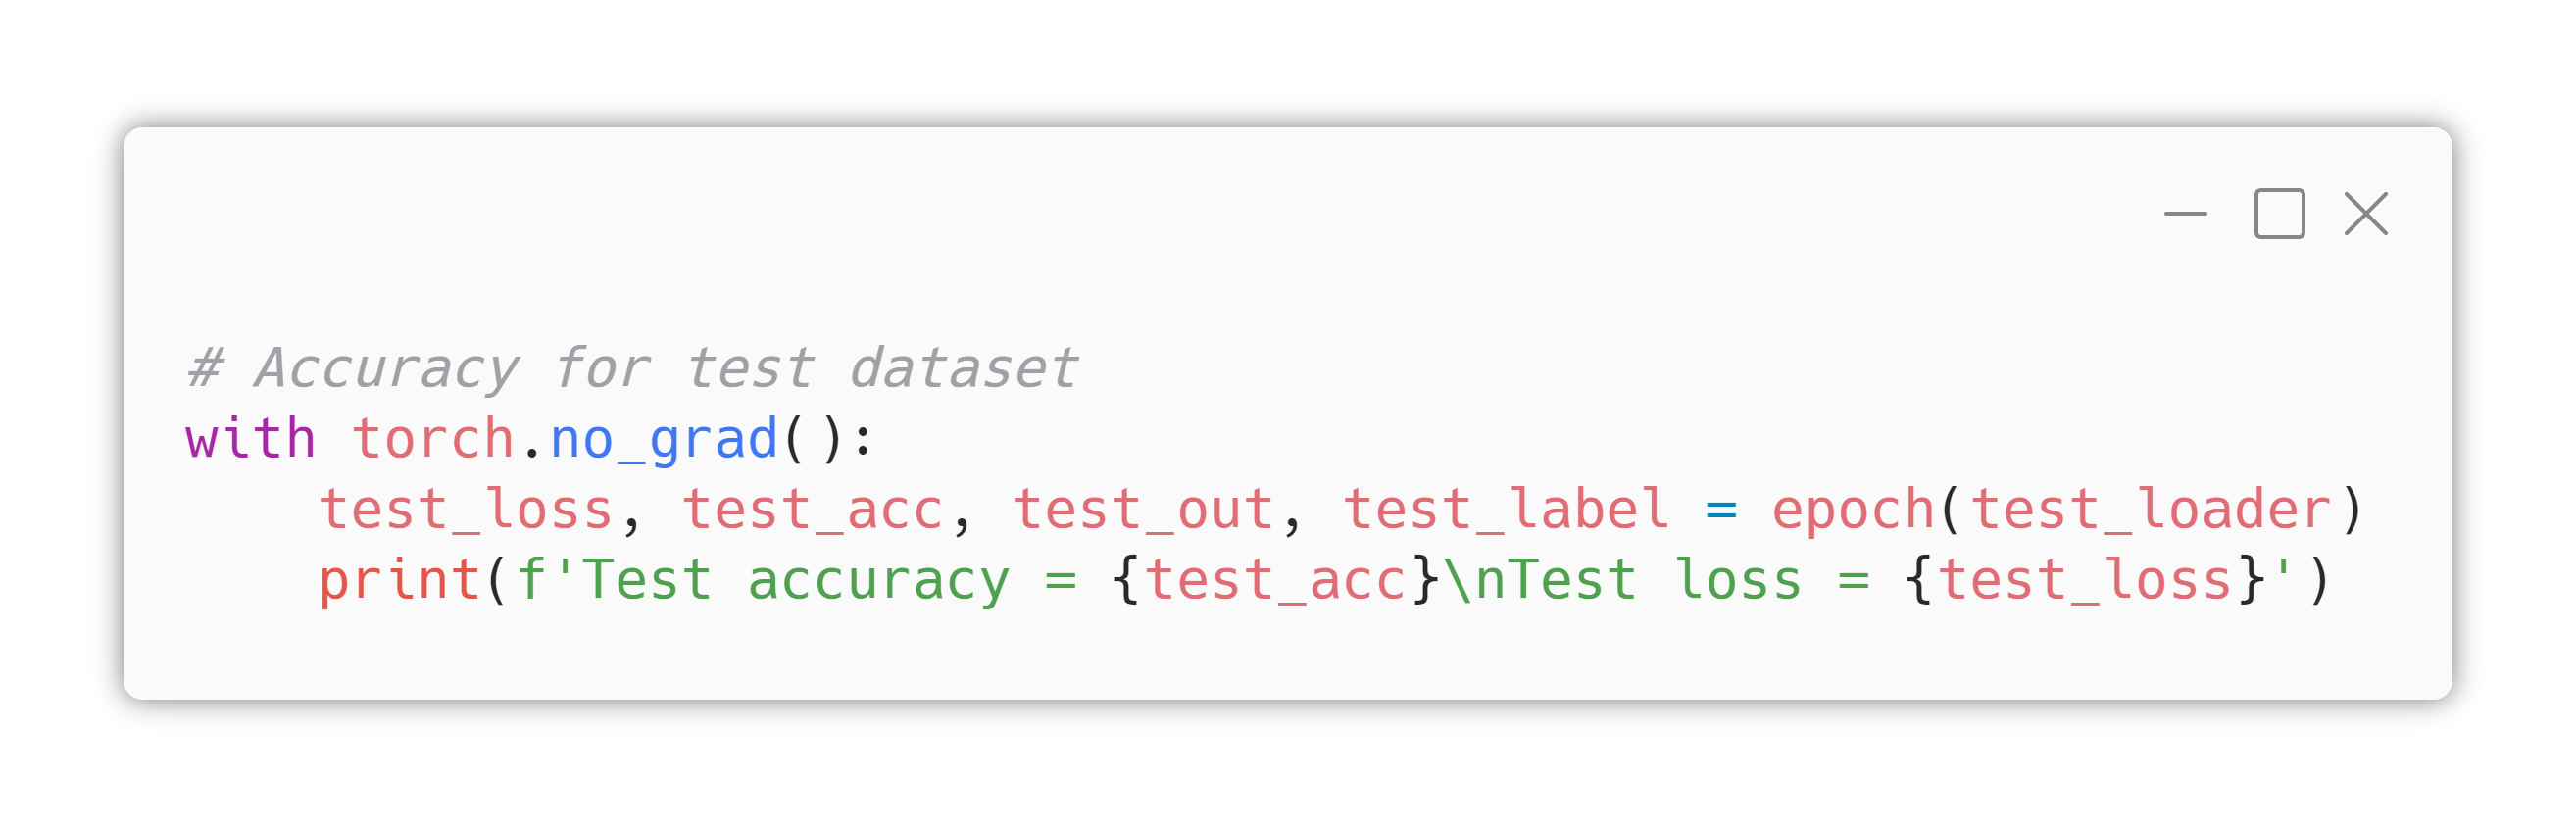 # Accuracy for test dataset
with torch.no_grad():
    test_loss, test_acc, test_out, test_label = epoch(test_loader)
    print(f'Test accuracy = {test_acc}\nTest loss = {test_loss}')